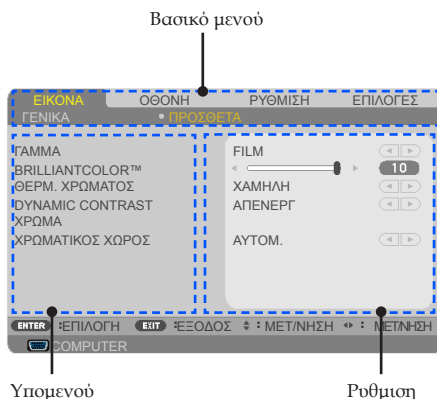 Βασικό μενού
ΕΙΚΟΝΑ ΟΘΟΝΗ ΡΥΘΜΙΣΗ ΕΠΙΛΟΓΕΣ
ΓΕΝΙΚΑ • ΠΡΟΣΘΕΤΑ
ΓΑΜΜΑ FILM
BRILLIANTCOLOR™ 10
ΘΕΡΜ. ΧΡΩΜΑΤΟΣ ΧΑΜΗΛΗ
DYNAMIC CONTRAST ΑΠΕΝΕΡΓ
ΧΡΩΜΑ
ΧΡΩΜΑΤΙΚΟΣ ΧΩΡΟΣ ΑΥΤΟΜ.
ENTER :ΕΠΙΛΟΓΗ EXIT :ΕΞΟΔΟΣ : ΜΕΤ/ΝΗΣΗ : ΜΕΤ/ΝΗΣΗ
COMPUTER
Υπομενού Ρυθμιση